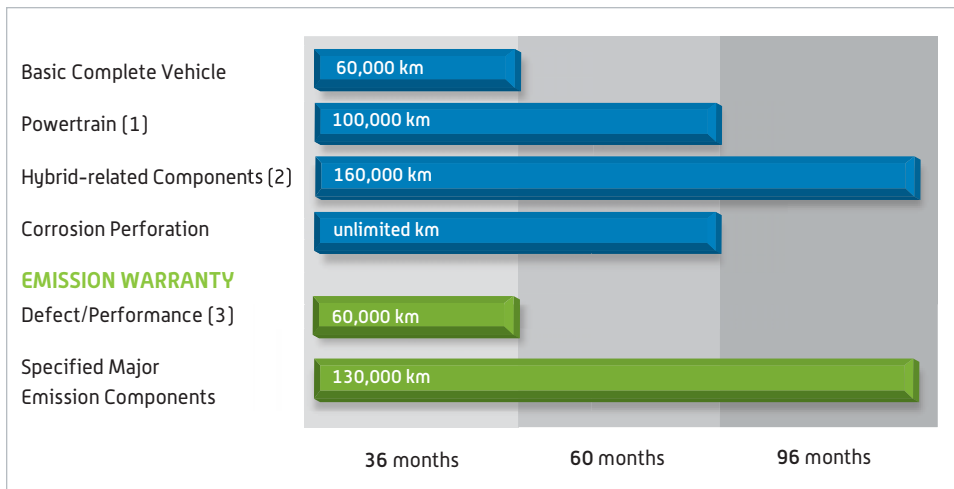 Basic Complete Vehicle
60,000 km
Powertrain (1)
100,000 km
Hybrid-related Components (2)
160,000 km
Corrosion Perforation
unlimited km
EMISSION WARRANTY
Defect/Performance (3)
60,000 km
Specified Major
Emission Components
130,000 km
36 months
60 months
96 months